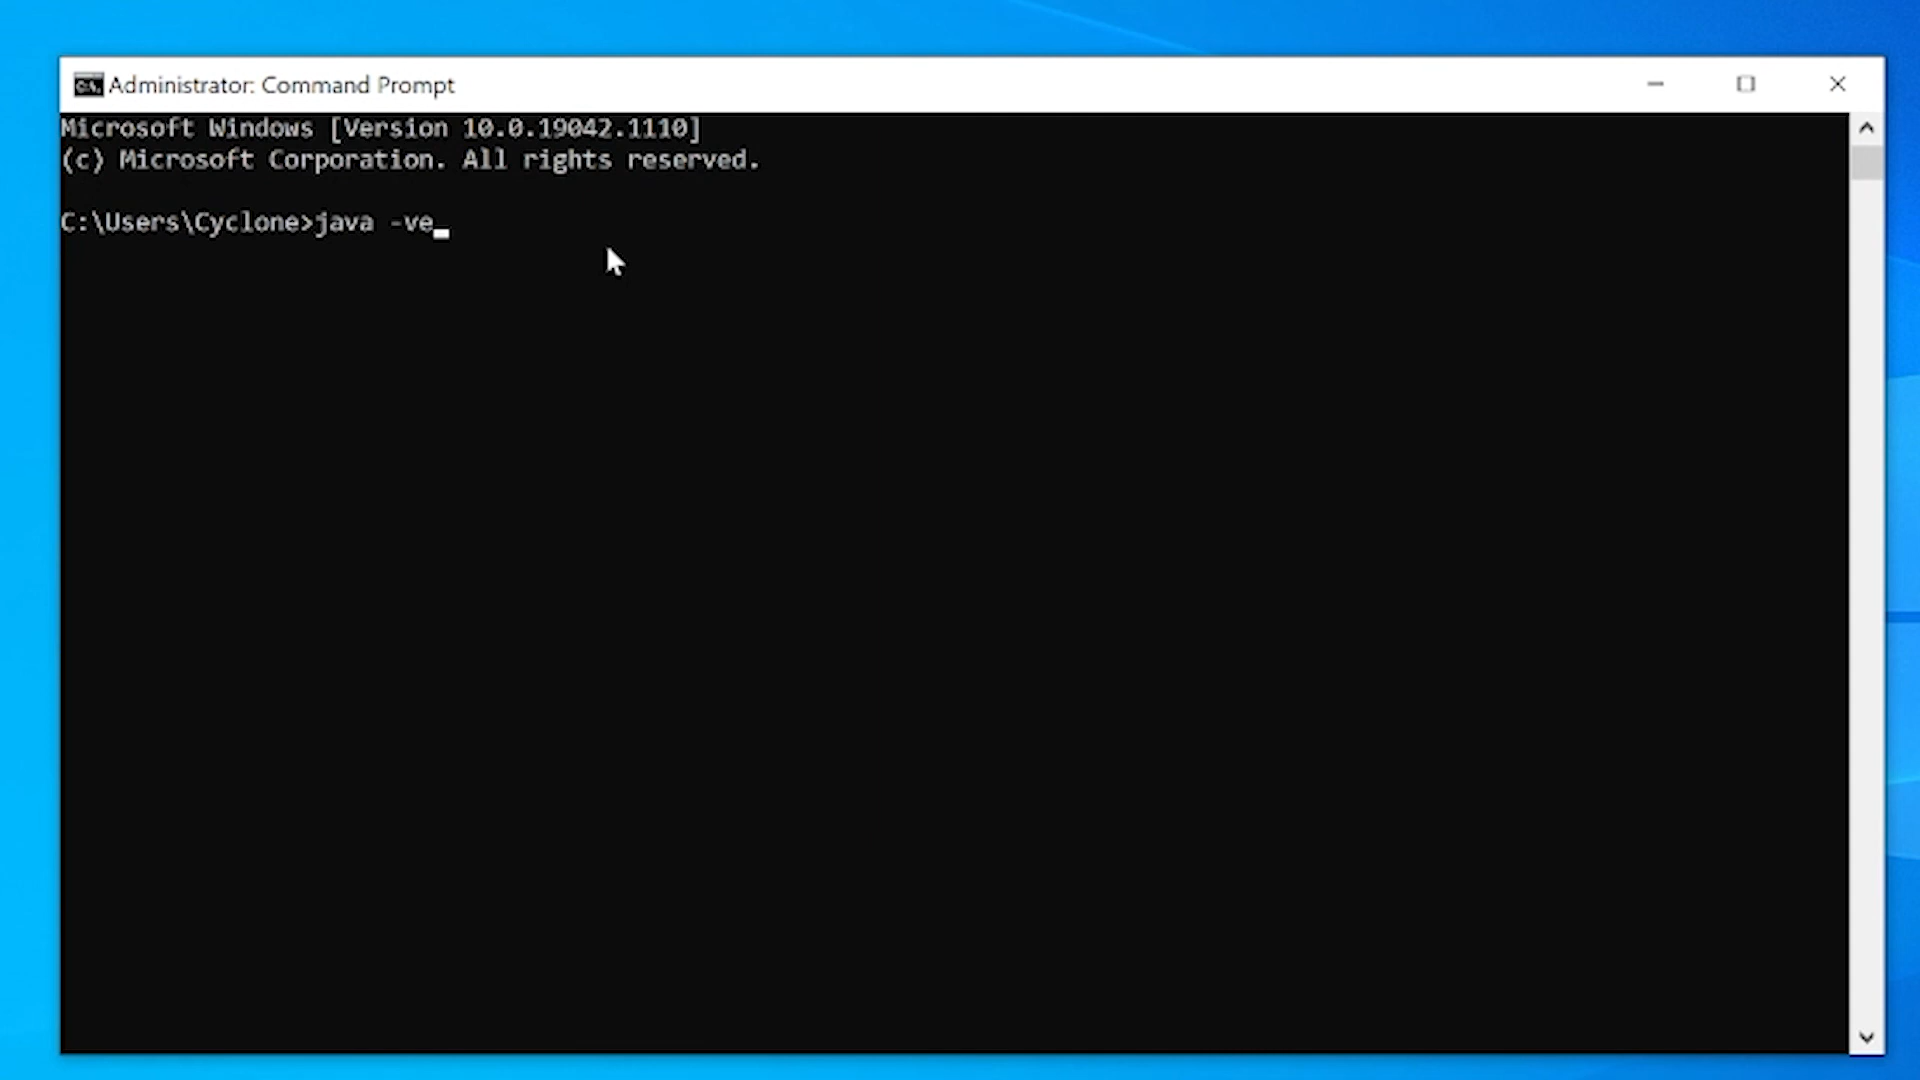 Administrator: Command Prompt
Microsoft Windows [Version 10.0.19042.1110]
(c) Microsoft Corporation. All rights reserved.
C:\Users\Cyclone>java -ve